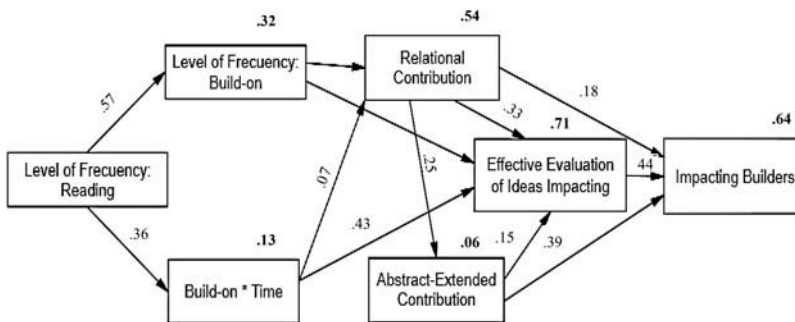 .32
.54
Level of Frecuency:
Build-on
Relational
Contribution
.57
.18
.33
.71
.64
Level of Frecuency:
Reading
.25
.07
Effective Evaluation
of Ideas Impacting
.44
Impacting Builders
.36
.13
.43
.06
.15
.39
Build-on * Time
Abstract-Extended
Contribution